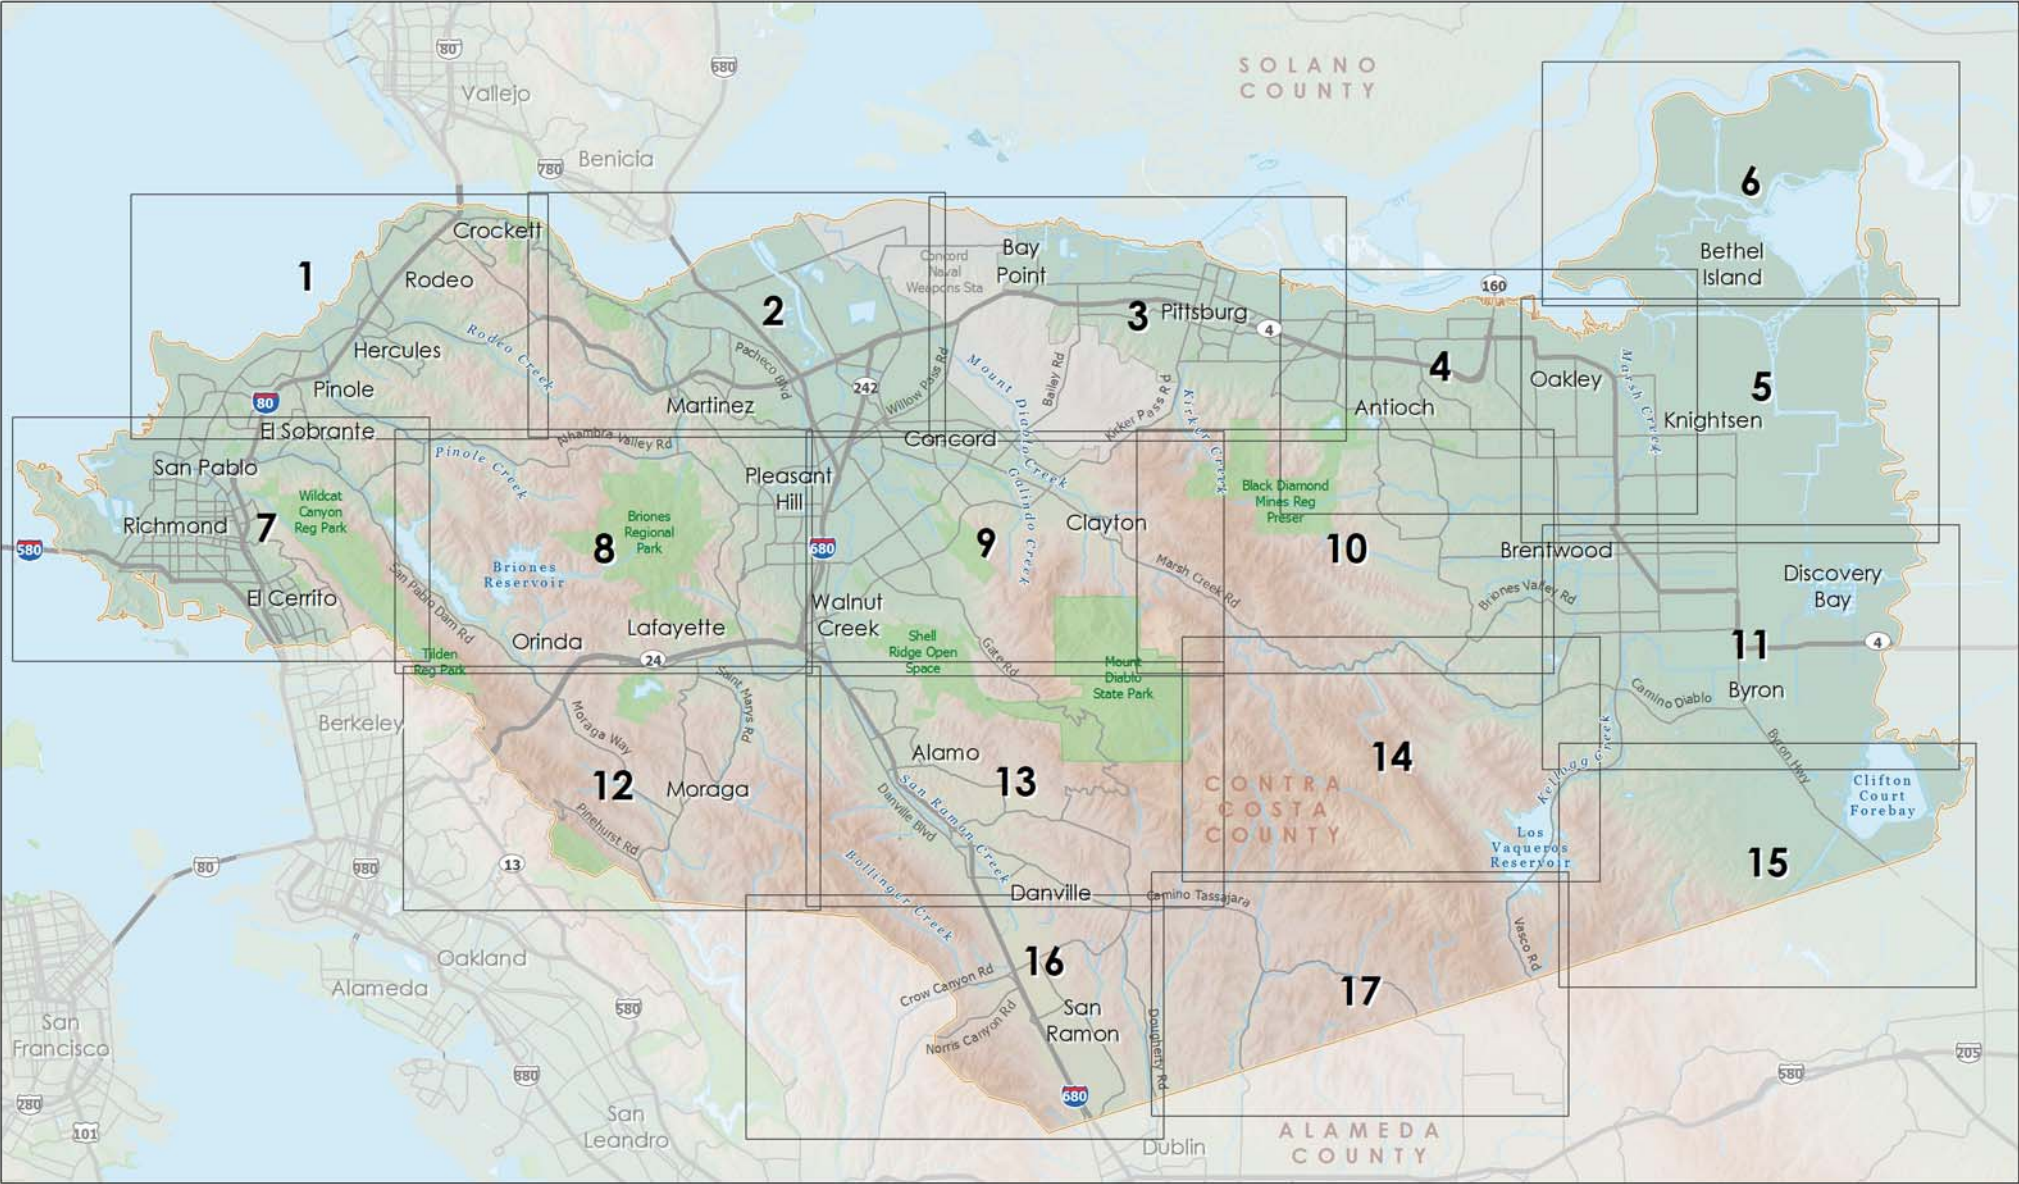 SOLANO
COUNTY
80
680
Vallejo
780
Benicia
6
Bethel
Island
1
Crockett
Rodeo
Hercules
Rodeo Creek
Pinole
80
El Sobrante
2
Pacheco Blvd
Martinez
242
Willow Pass Rd
Alhambra Valley Rd
Concord
Naval
Weapons Sta
Bay
Point
3
Pittsburg
4
Mount Diablo Creek
Bailey Rd
Kirker Pass Rd
Kirker Creek
Concord
160
4
Antioch
Oakley
Marsh Creek
5
Knightsen
San Pablo
Richmond
7
Wildcat
Canyon
Reg Park
580
El Cerrito
Pinole Creek
San Pablo Dam Rd
Briones
Reservoir
8
Briones
Regional
Park
Pleasant
Hill
680
Orinda
Lafayette
24
Walnut
Creek
Tilden
Reg Park
9
Galindo Creek
Clayton
Shell
Ridge Open
Space
Gate Rd
Mount
Diablo
State Park
Marsh Creek Rd
Black Diamond
Mines Reg
Preser
10
Brentwood
Briones Valley Rd
Discovery
Bay
11
4
Byron
Camino Diablo
Byron Hwy
Berkeley
Moraga Way
Saint Marys Rd
12
Moraga
Pinehurst Rd
Alamo
13
San Ramon Creek
Danville Blvd
Bollinger Creek
Danville
Camino Tassajara
CONTRA
COSTA
COUNTY
14
Kellogg Creek
Los
Vaqueros
Reservoir
Clifton
Court
Forebay
15
Vasco Rd
80
980
13
Oakland
Alameda
580
880
San
Francisco
280
101
San
Leandro
16
Crow Canyon Rd
Norris Canyon Rd
San
Ramon
Dougherty Rd
680
Dublin
17
ALAMEDA
COUNTY
580
205